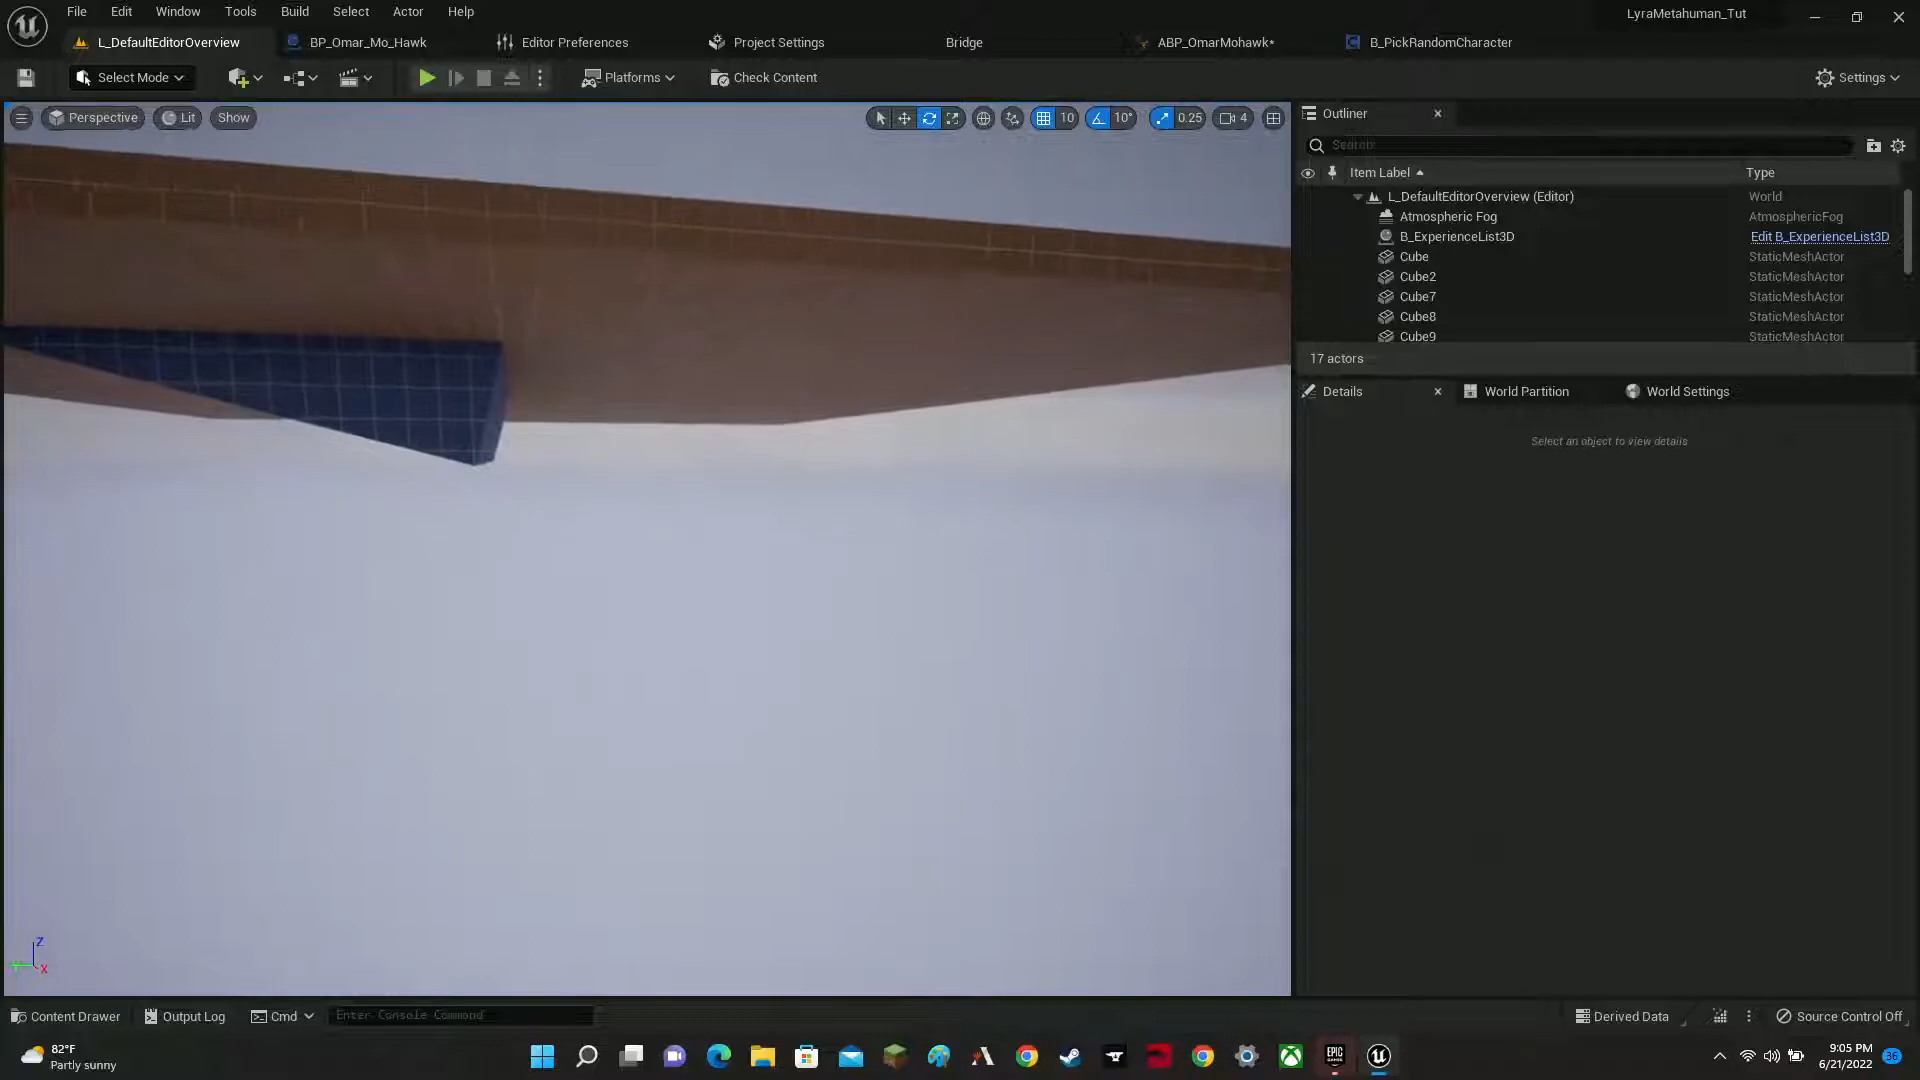 File Edit Window Tools Build Select Actor Help
LyraMetahuman_Tut
L_DefaultEditorOverview BP_Omar_Mo_Hawk Editor Preferences Project Settings Bridge ABP_OmarMohawk* B_PickRandomCharacter
Select Mode Platforms Check Content Settings
Perspective Lit Show 10 10° 0.25 4
Outliner
Search
Item Label Type
L_DefaultEditorOverview (Editor) World
Atmospheric Fog AtmosphericFog
B_ExperienceList3D Edit B_ExperienceList3D
Cube StaticMeshActor
Cube2 StaticMeshActor
Cube7 StaticMeshActor
Cube8 StaticMeshActor
Cube9 StaticMeshActor
17 actors
Details World Partition World Settings
Select an object to view details
Z
X
Content Drawer Output Log Cmd Enter Console Command Derived Data Source Control Off
82°F
Partly sunny
EPIC GAMES
9:05 PM
6/21/2022
36